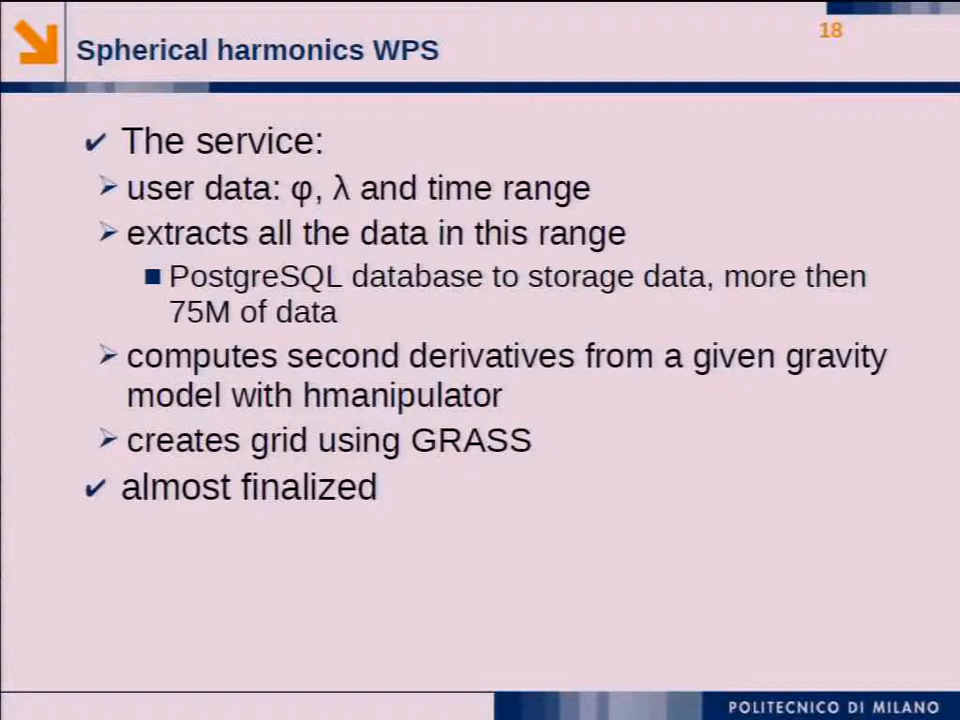 18
Spherical harmonics WPS
The service:
user data: φ, λ and time range
extracts all the data in this range
PostgreSQL database to storage data, more then
75M of data
computes second derivatives from a given gravity
model with hmanipulator
creates grid using GRASS
almost finalized
POLITECNICO DI MILANO